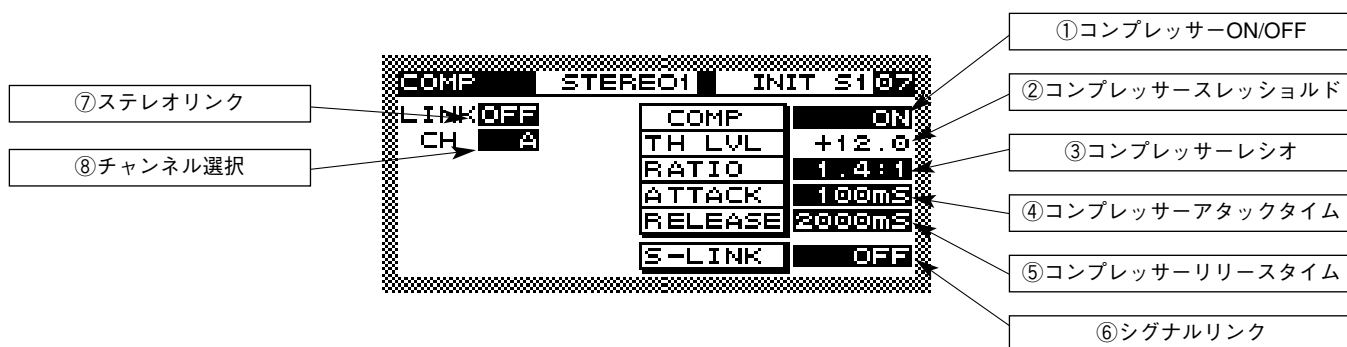 ①コンプレッサーON/OFF
②コンプレッサースレッショルド
③コンプレッサーレシオ
④コンプレッサーアタックタイム
⑤コンプレッサーリリースタイム
⑥シグナルリンク
⑦ステレオリンク
⑧チャンネル選択
COMP STEREO1 INIT S1 07
LINK OFF
CH A
COMP ON
TH LVL +12.0
RATIO 1.4:1
ATTACK 100mS
RELEASE 2000mS
S-LINK OFF